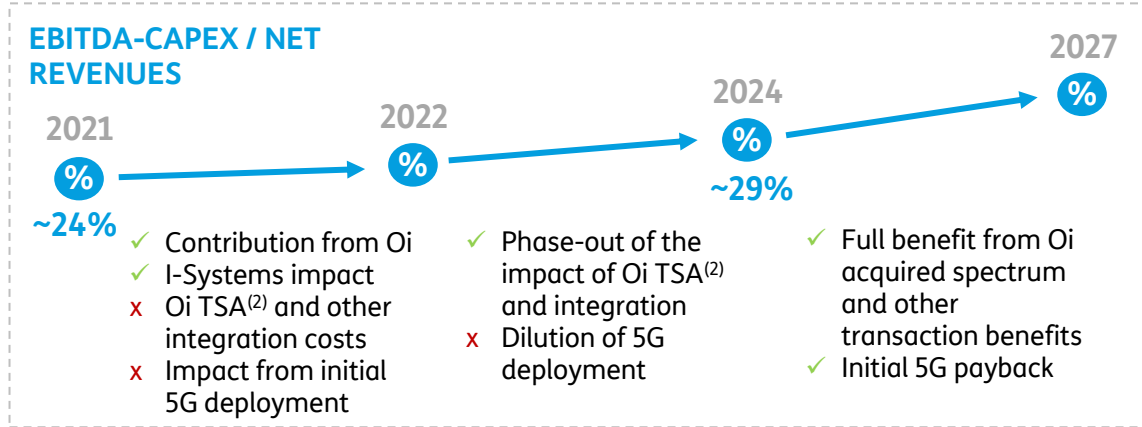 EBITDA-CAPEX / NET
REVENUES
2021
%
~24%
2022
%
2024
%
~29%
2027
%
✓ Contribution from Oi
✓ I-Systems impact
x Oi TSA(2) and other
integration costs
x Impact from initial
5G deployment
✓ Phase-out of the
impact of Oi TSA(2)
and integration
x Dilution of 5G
deployment
✓ Full benefit from Oi
acquired spectrum
and other
transaction benefits
✓ Initial 5G payback